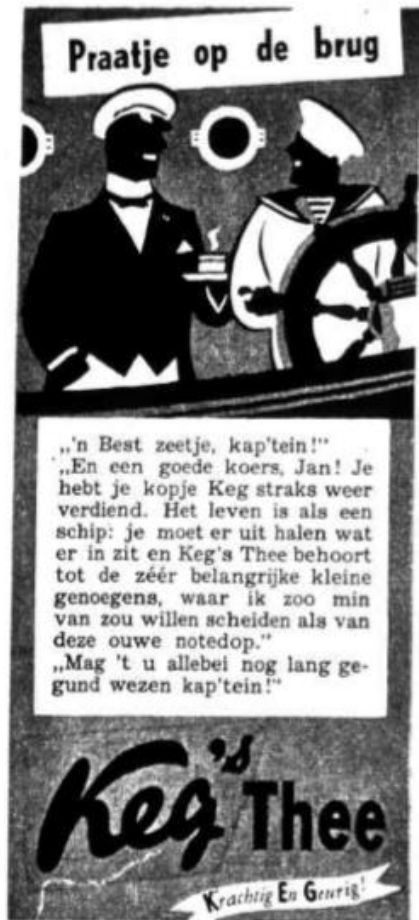 Praatje op de brug
„'n Best zeetje, kap'tein!"
„En een goede koers, Jan! Je
hebt je kopje Keg straks weer
verdiend. Het leven is als een
schip: je moet er uit halen wat
er in zit en Keg's Thee behoort
tot de zéér belangrijke kleine
genoegens, waar ik zoo min
van zou willen scheiden als van
deze ouwe notedop."
„Mag 't u allebei nog lang ge-
gund wezen kap'tein!"
Keg's Thee
Krachtig En Geurig!